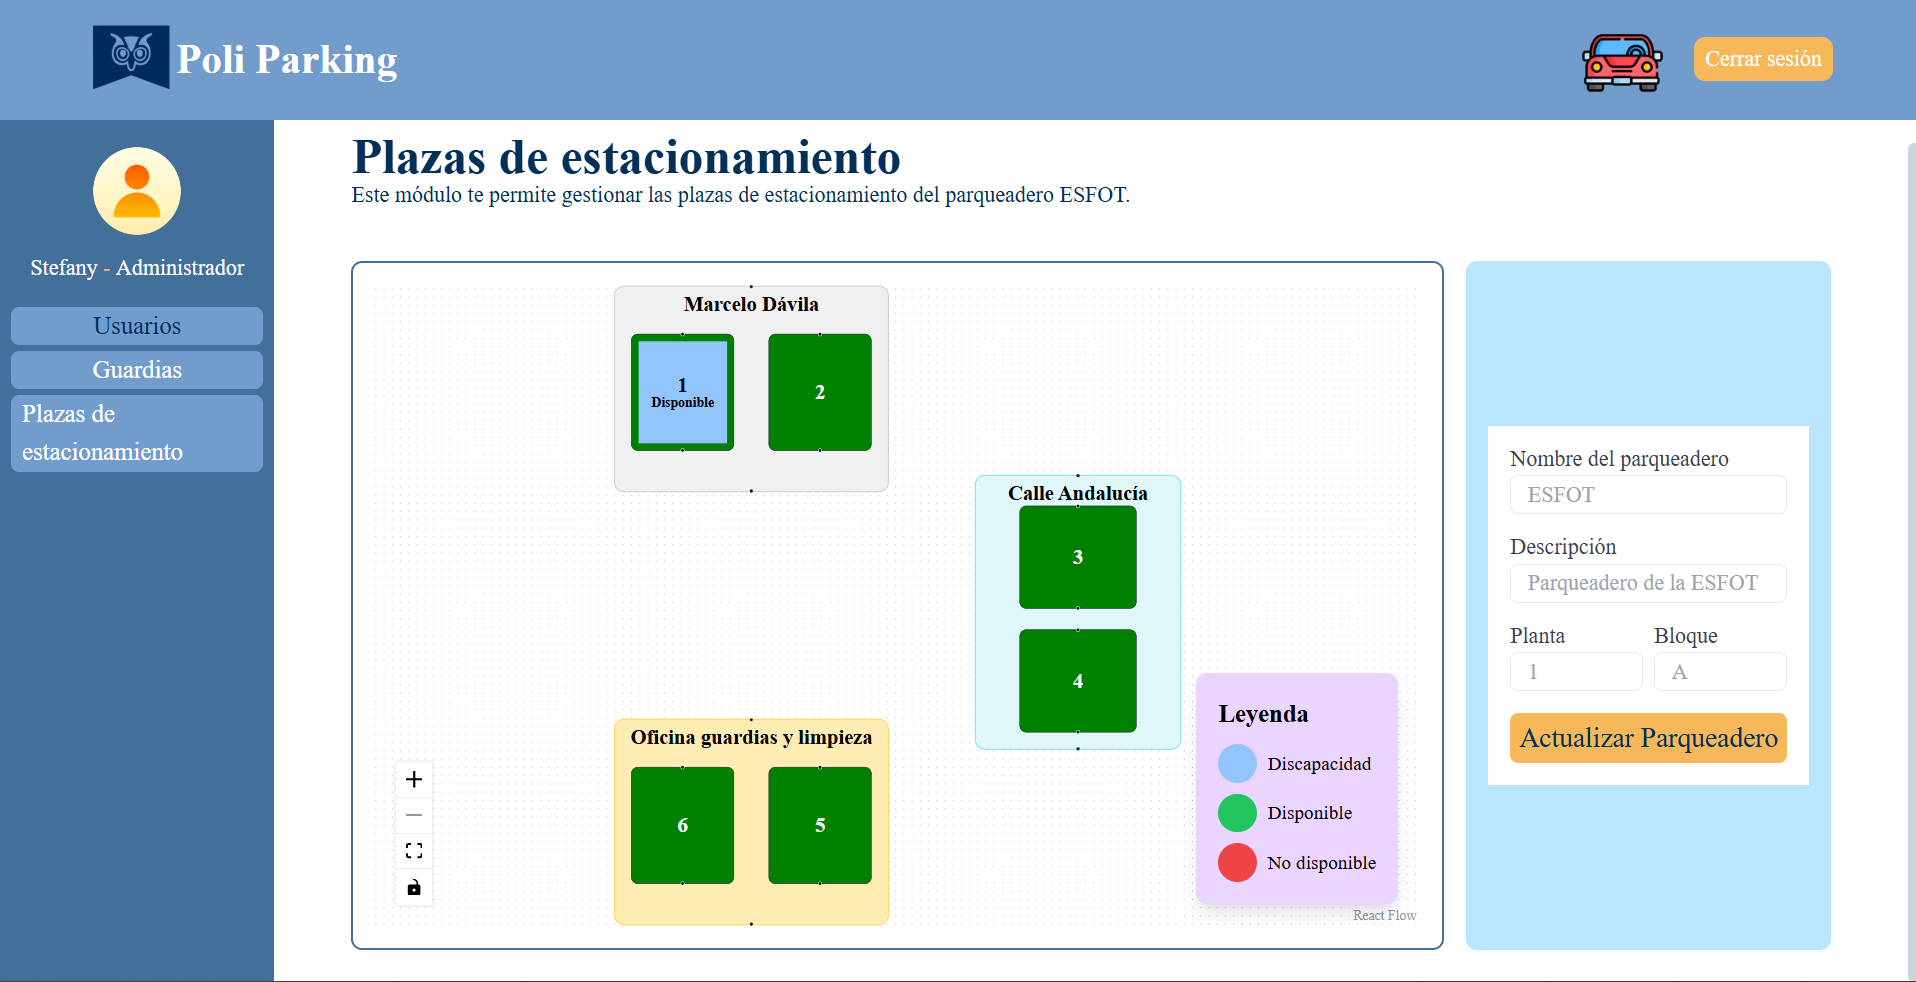 Poli Parking
Cerrar sesión
Stefany - Administrador
Usuarios
Guardias
Plazas de
estacionamiento
Plazas de estacionamiento
Este módulo te permite gestionar las plazas de estacionamiento del parqueadero ESFOT.
Marcelo Dávila
1
Disponible
2
Calle Andalucía
3
4
Oficina guardias y limpieza
6
5
Leyenda
Discapacidad
Disponible
No disponible
React Flow
Nombre del parqueadero
ESFOT
Descripción
Parqueadero de la ESFOT
Planta
Bloque
1
A
Actualizar Parqueadero